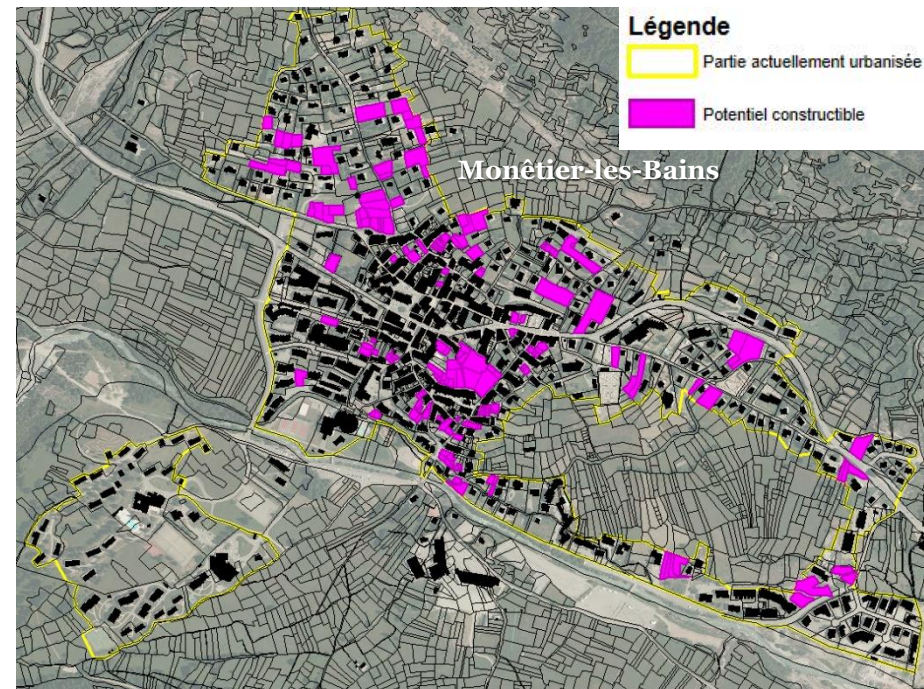 Légende
Partie actuellement urbanisée
Potentiel constructible
Monêtier-les-Bains